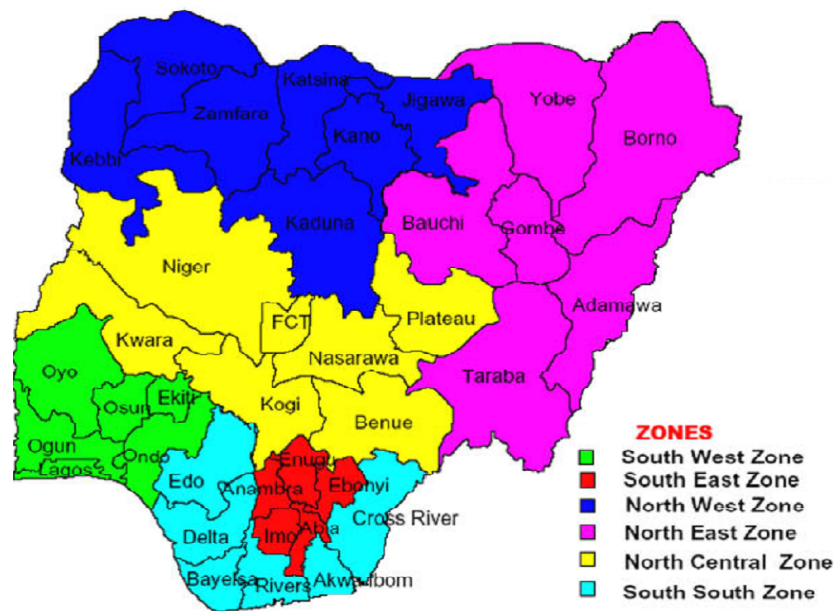 Sokoto
Katsina
Jigawa
Yobe
Zamfara
Kano
Borno
Kebbi
Kaduna
Bauchi
Gombe
Niger
Adamawa
FCT
Plateau
Kwara
Nasarawa
Oyo
Taraba
Ekiti
Osun
Kogi
Benue
Ogun
Ondo
Lagos
Edo
Enugu
Anambra
Ebonyi
Cross River
Delta
Imo
Abia
Bayelsa
Rivers
Akwa Ibom
ZONES
South West Zone
South East Zone
North West Zone
North East Zone
North Central Zone
South South Zone